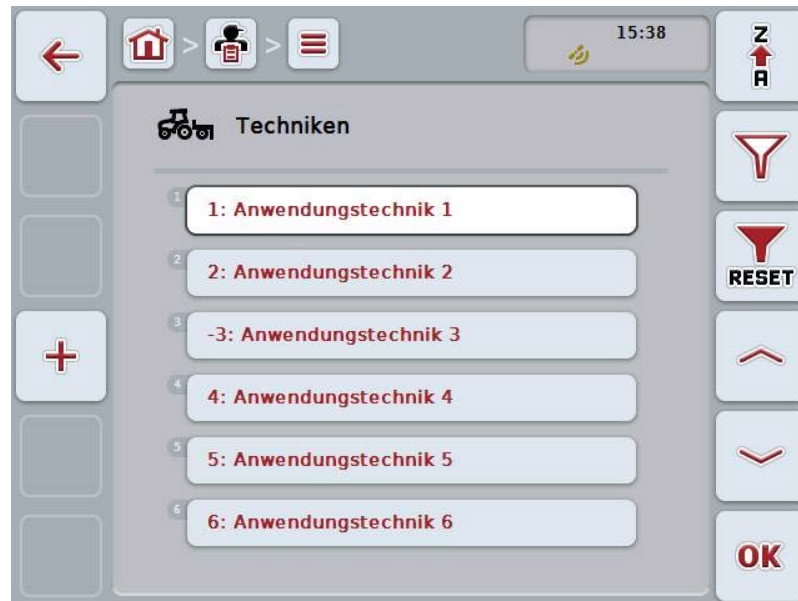 > > 15:38
Z
A
Techniken
1
1: Anwendungstechnik 1
2
2: Anwendungstechnik 2
RESET
3
-3: Anwendungstechnik 3
4
4: Anwendungstechnik 4
5
5: Anwendungstechnik 5
6
6: Anwendungstechnik 6
OK